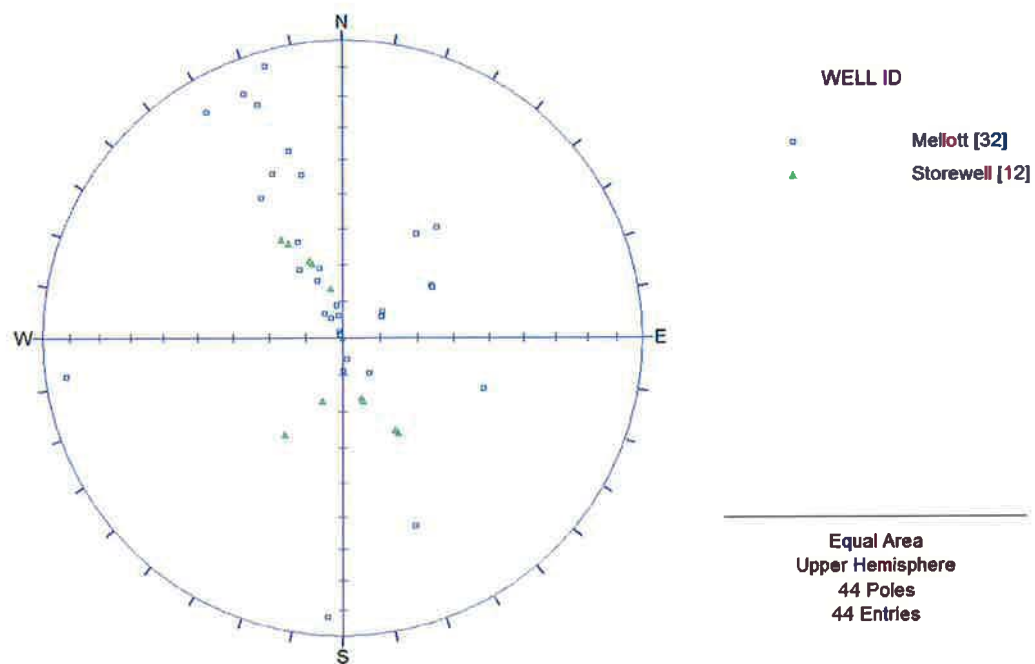 N
WELL ID
Mellott [32]
Storewell [12]
W
E
S
Equal Area
Upper Hemisphere
44 Poles
44 Entries